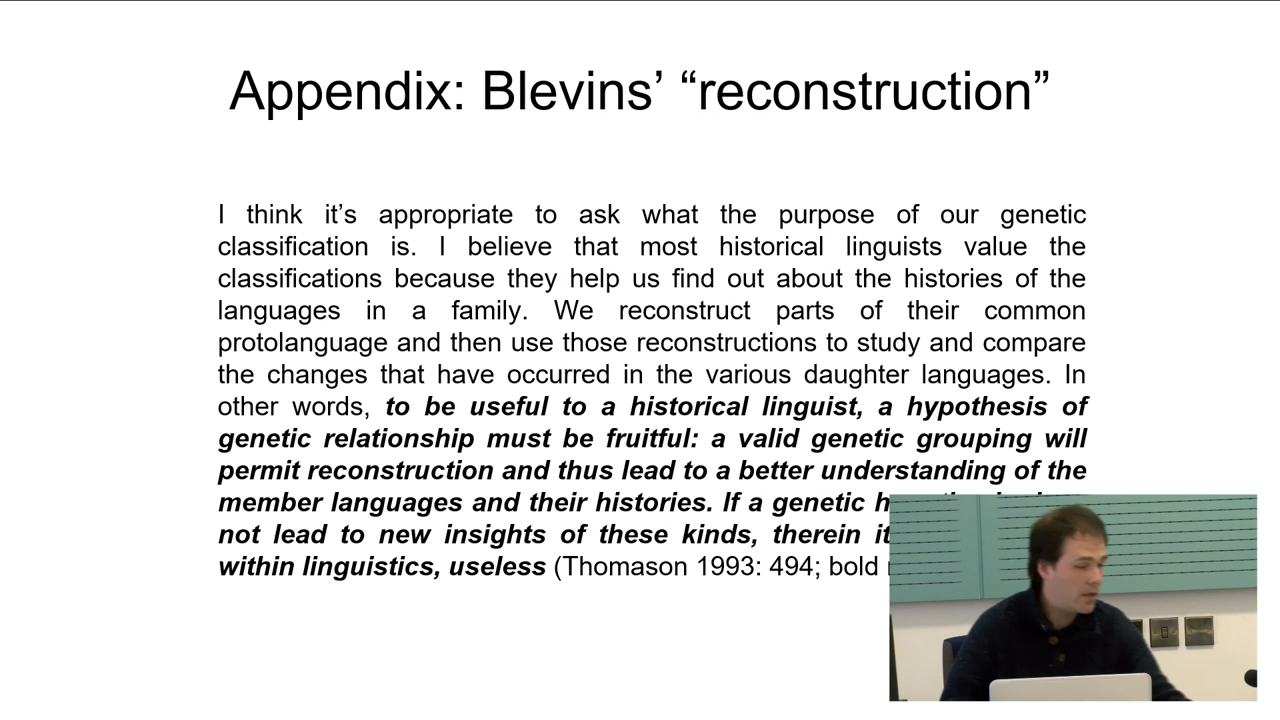 Appendix: Blevins’ “reconstruction”
I think it’s appropriate to ask what the purpose of our genetic
classification is. I believe that most historical linguists value the
classifications because they help us find out about the histories of the
languages in a family. We reconstruct parts of their common
protolanguage and then use those reconstructions to study and compare
the changes that have occurred in the various daughter languages. In
other words, to be useful to a historical linguist, a hypothesis of
genetic relationship must be fruitful: a valid genetic grouping will
permit reconstruction and thus lead to a better understanding of the
member languages and their histories. If a genetic
not lead to new insights of these kinds, therein it
within linguistics, useless (Thomason 1993: 494; bold